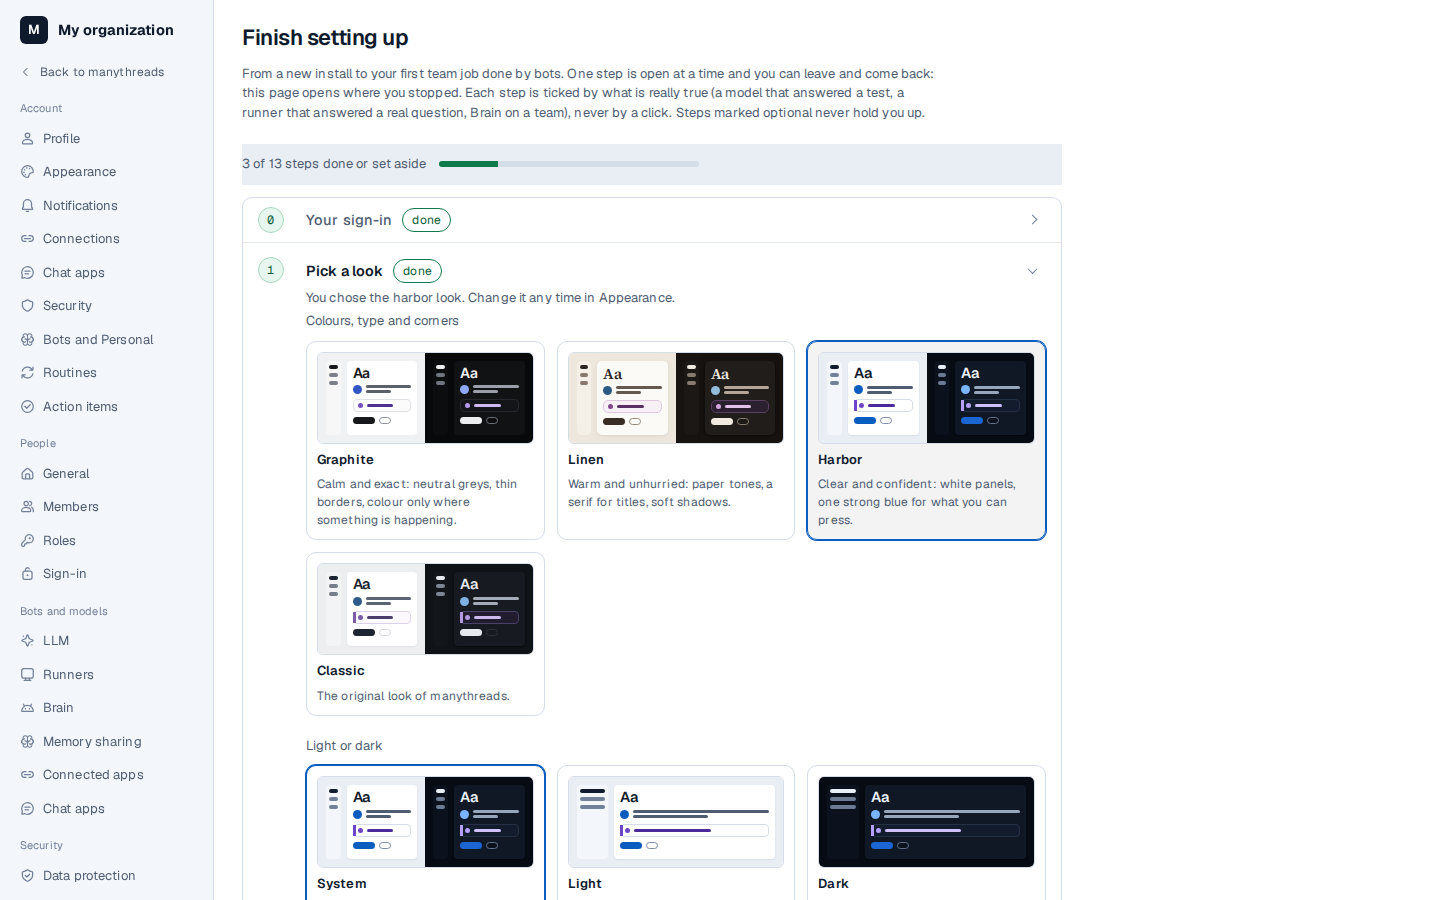 M My organization
Back to manythreads
Account
Profile
Appearance
Notifications
Connections
Chat apps
Security
Bots and Personal
Routines
Action items
People
General
Members
Roles
Sign-in
Bots and models
LLM
Runners
Brain
Memory sharing
Connected apps
Chat apps
Security
Data protection
Finish setting up
From a new install to your first team job done by bots. One step is open at a time and you can leave and come back:
this page opens where you stopped. Each step is ticked by what is really true (a model that answered a test, a
runner that answered a real question, Brain on a team), never by a click. Steps marked optional never hold you up.
3 of 13 steps done or set aside
0 Your sign-in done
1 Pick a look done
You chose the harbor look. Change it any time in Appearance.
Colours, type and corners
Aa Aa
Graphite
Calm and exact: neutral greys, thin
borders, colour only where
something is happening.
Aa Aa
Linen
Warm and unhurried: paper tones, a
serif for titles, soft shadows.
Aa Aa
Harbor
Clear and confident: white panels,
one strong blue for what you can
press.
Aa Aa
Classic
The original look of manythreads.
Light or dark
Aa Aa
System
Aa
Light
Aa
Dark